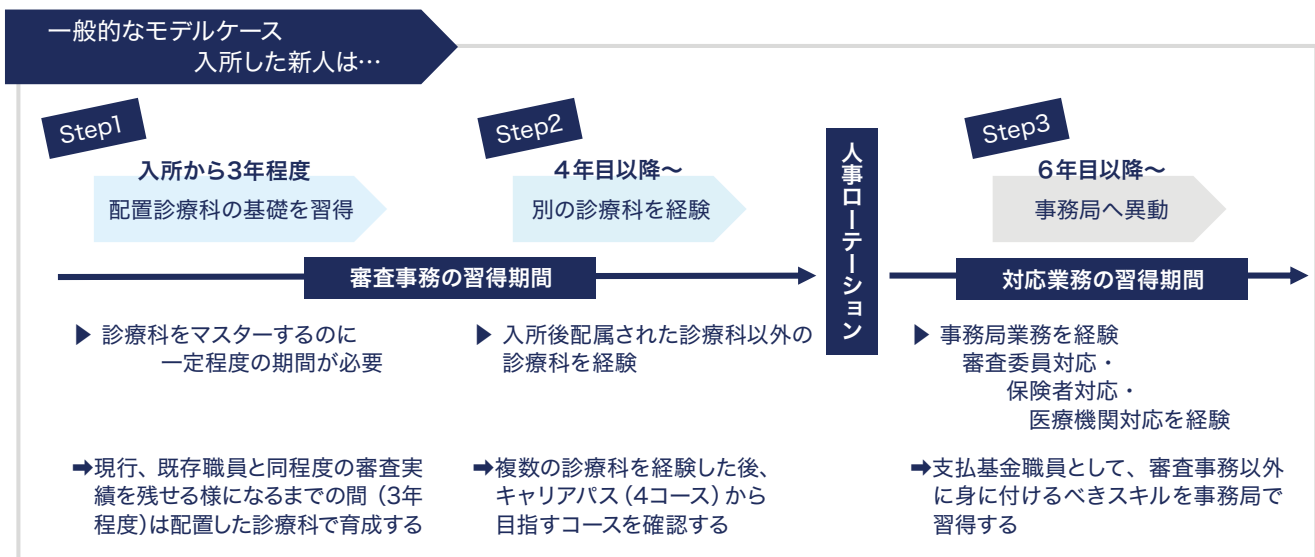 一般的なモデルケース
入所した新人は…
Step1
入所から3年程度
配置診療科の基礎を習得
Step2
4年目以降～
別の診療科を経験
審査事務の習得期間
▶ 診療科をマスターするのに
一定程度の期間が必要
➡現行、既存職員と同程度の審査実
績を残せる様になるまでの間（3年
程度）は配置した診療科で育成する
▶ 入所後配属された診療科以外の
診療科を経験
➡複数の診療科を経験した後、
キャリアパス（4コース）から
目指すコースを確認する
人事ローテーション
Step3
6年目以降～
事務局へ異動
対応業務の習得期間
▶ 事務局業務を経験
審査委員対応・
保険者対応・
医療機関対応を経験
➡支払基金職員として、審査事務以外
に身に付けるべきスキルを事務局で
習得する